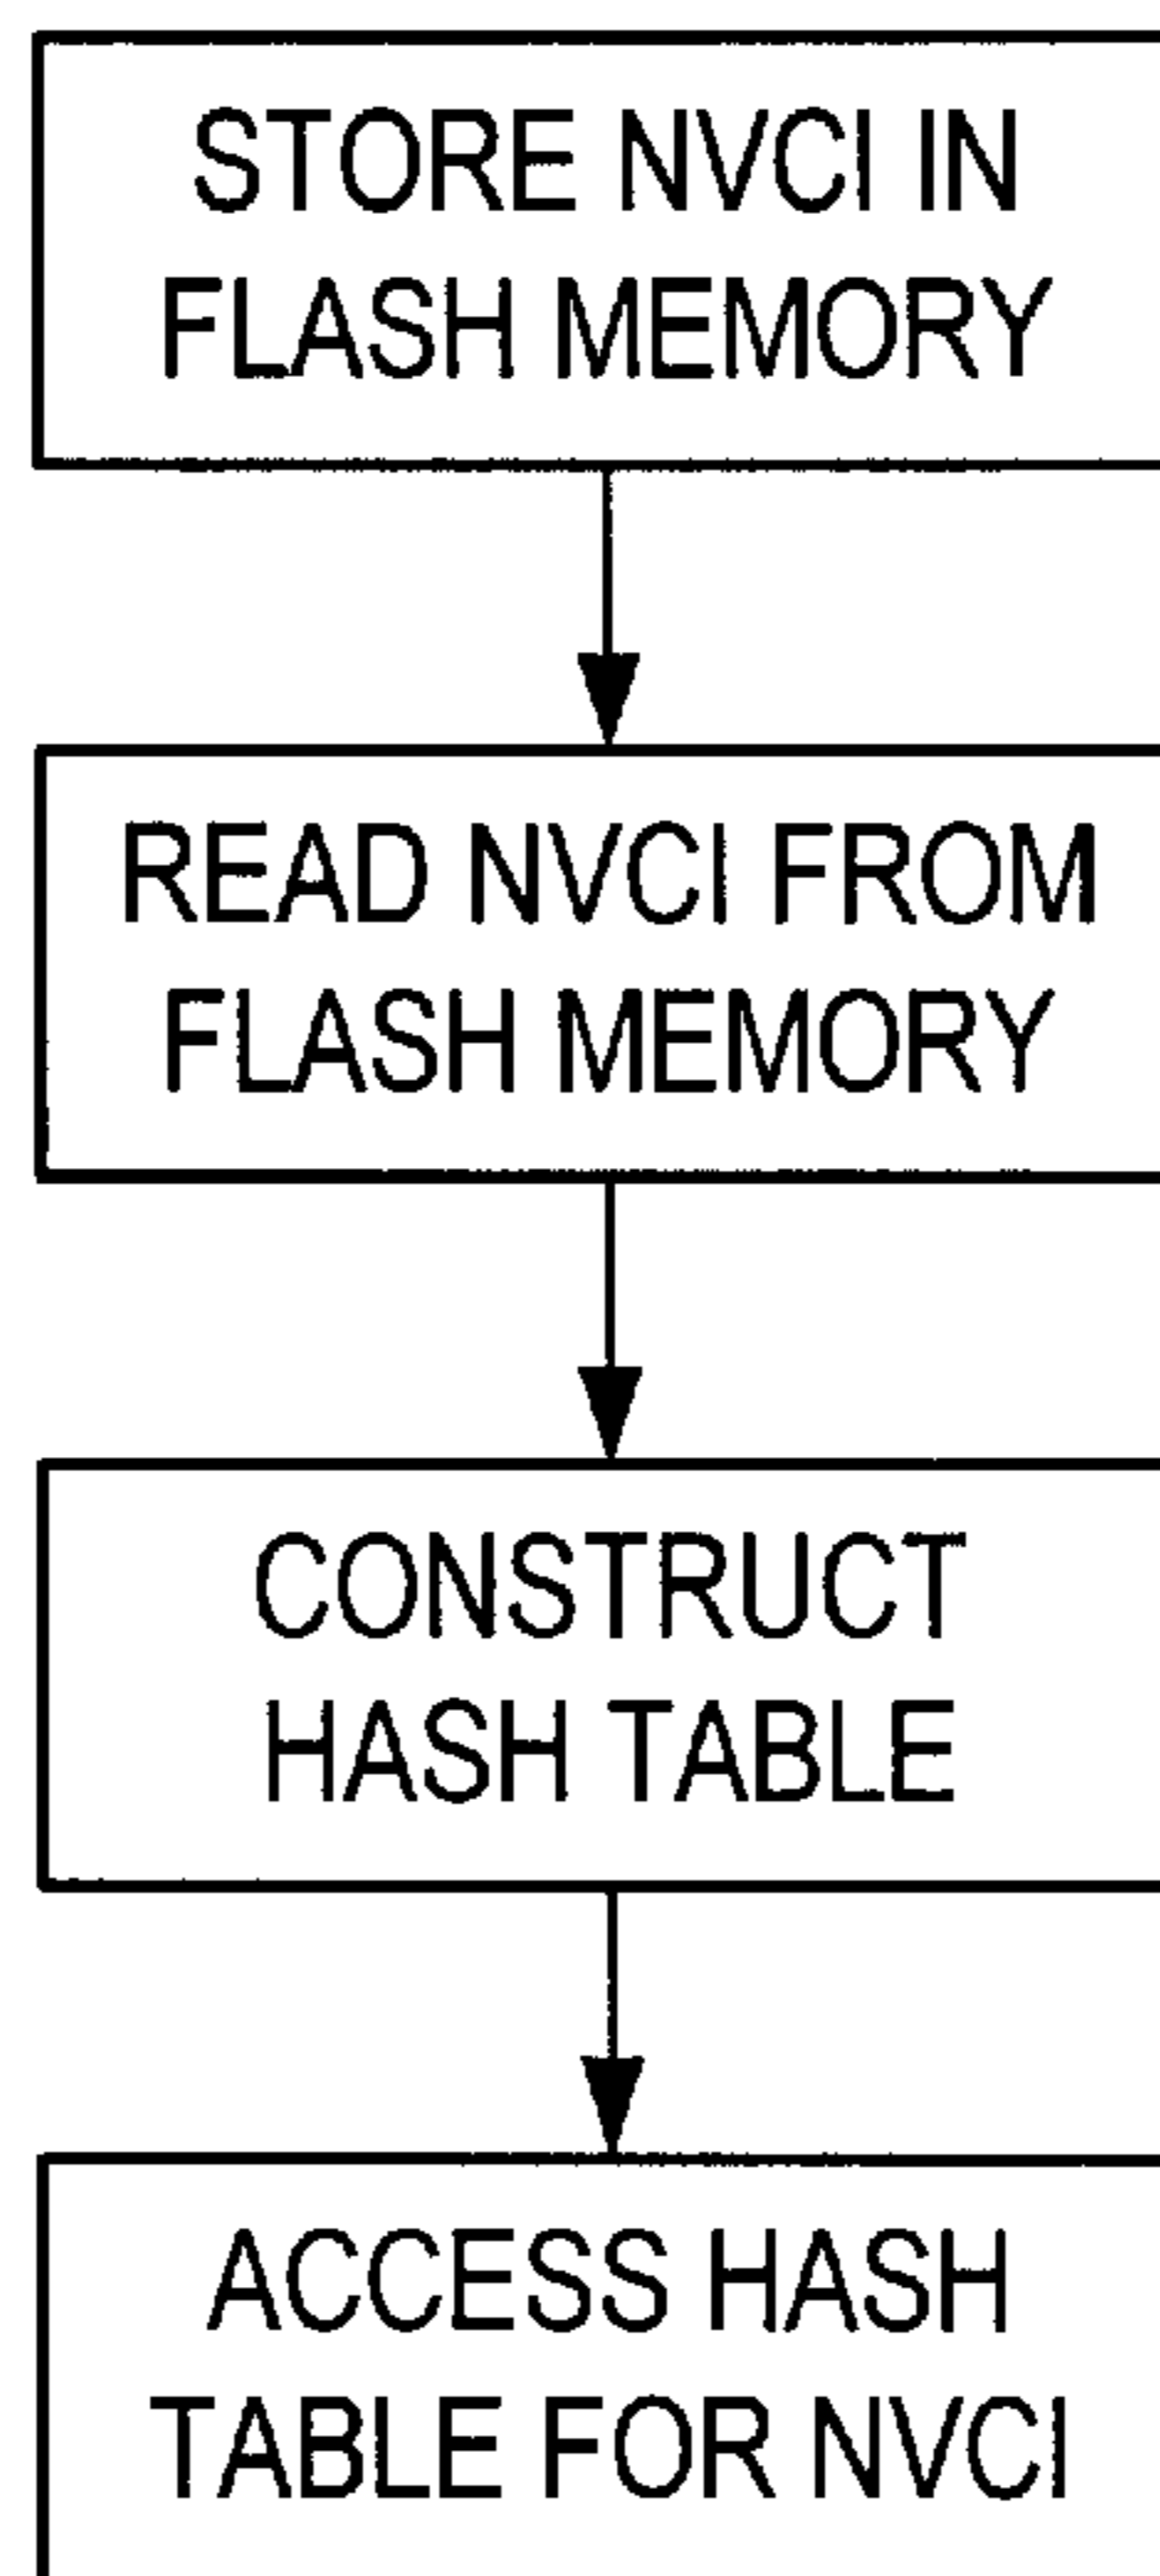 STORE NVCI IN
FLASH MEMORY
READ NVCI FROM
FLASH MEMORY
CONSTRUCT
HASH TABLE
ACCESS HASH
TABLE FOR NVCI